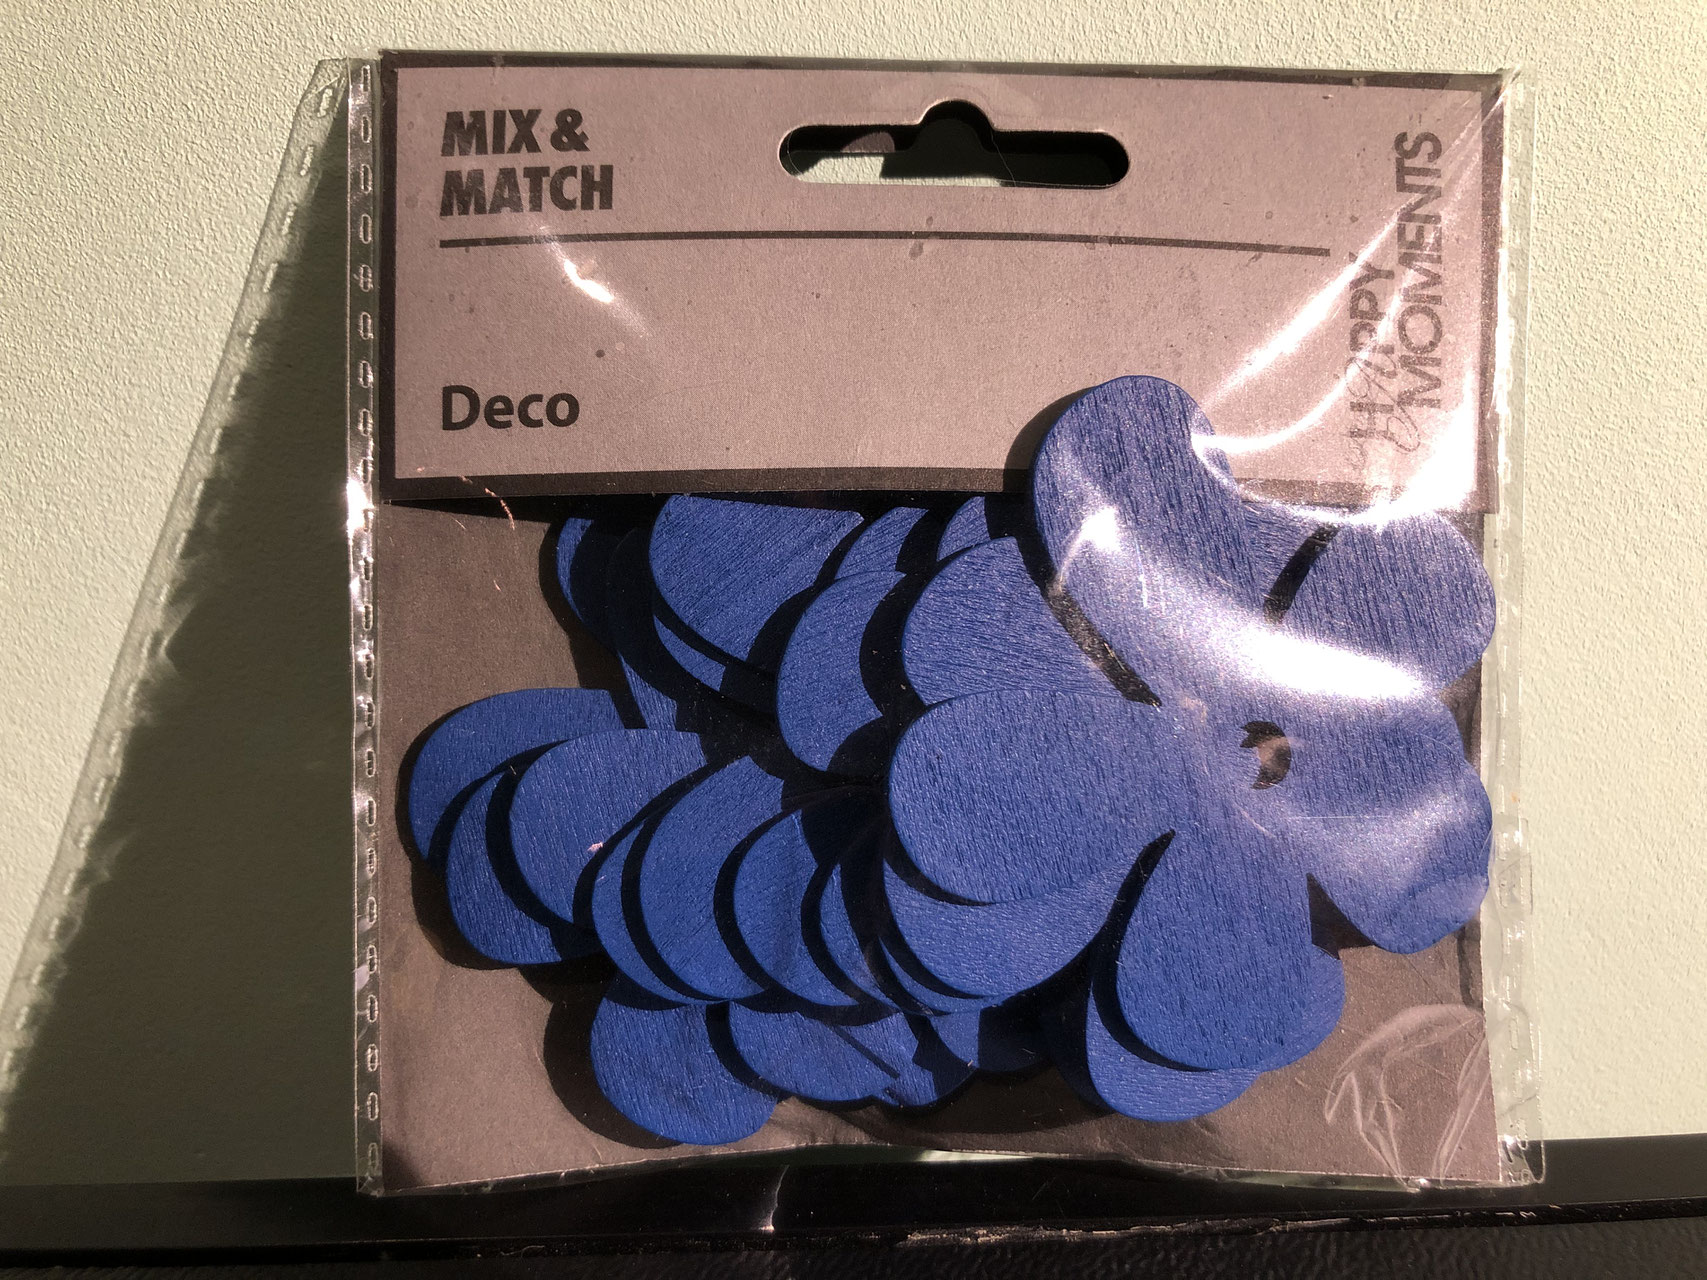 MIX &
MATCH
Deco
HAPPY
MOMENTS